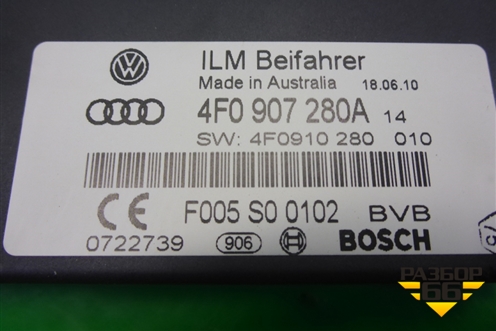 ILM Beifahrer
Made in Australia 18.06.10
4F0 907 280A 14
SW: 4F0910 280 010
F005 S0 0102 BVB
0722739 906 BOSCH
РАЗБОР
66